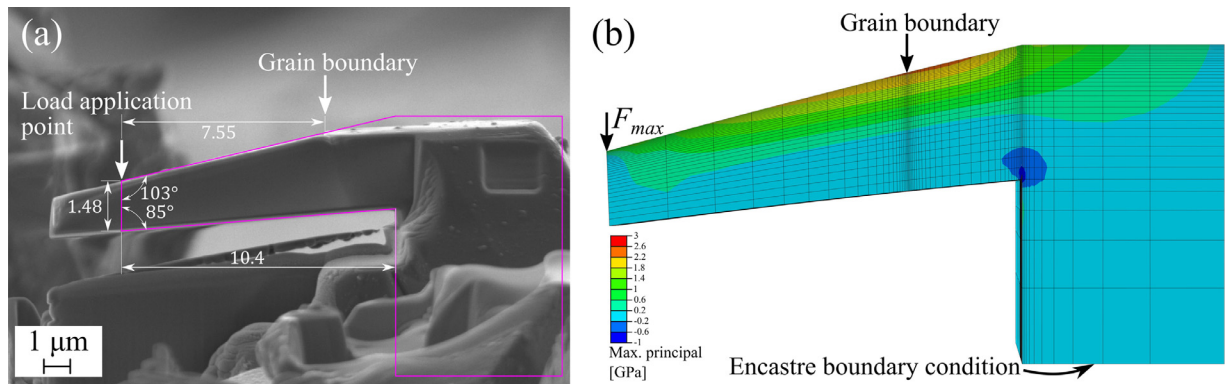 (a)
Grain boundary
Load application
point
7.55
103°
1.48
85°
10.4
1 μm
(b)
Grain boundary
Fmax
3
2.6
2.2
1.8
1.4
1
0.6
0.2
-0.2
-0.6
-1
Max. principal
[GPa]
Encastre boundary condition